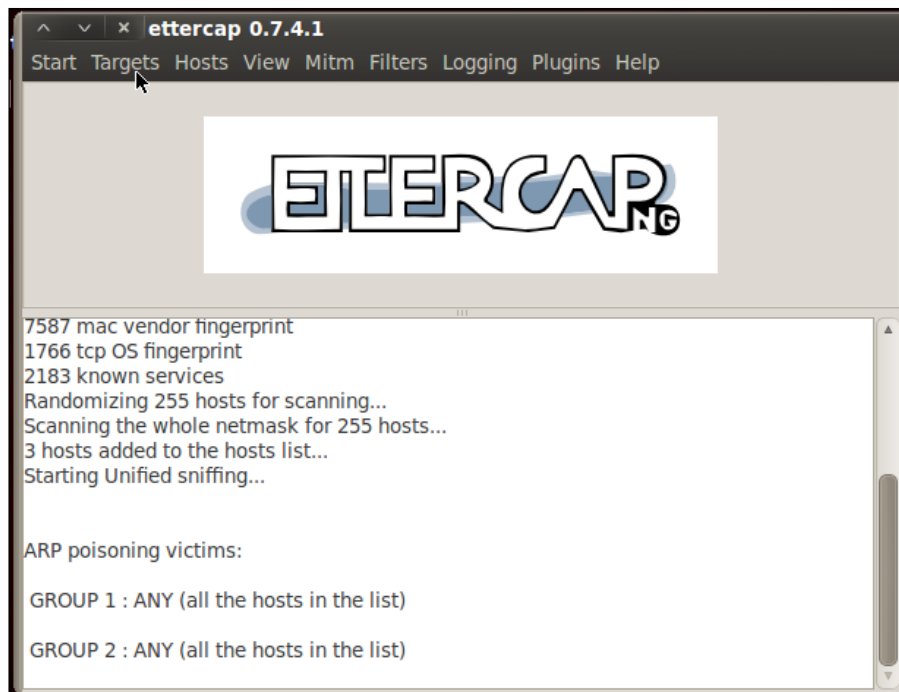 ettercap 0.7.4.1
Start Targets Hosts View Mitm Filters Logging Plugins Help
ETTERCAP NG
7587 mac vendor fingerprint
1766 tcp OS fingerprint
2183 known services
Randomizing 255 hosts for scanning...
Scanning the whole netmask for 255 hosts...
3 hosts added to the hosts list...
Starting Unified sniffing...
ARP poisoning victims:
GROUP 1 : ANY (all the hosts in the list)
GROUP 2 : ANY (all the hosts in the list)